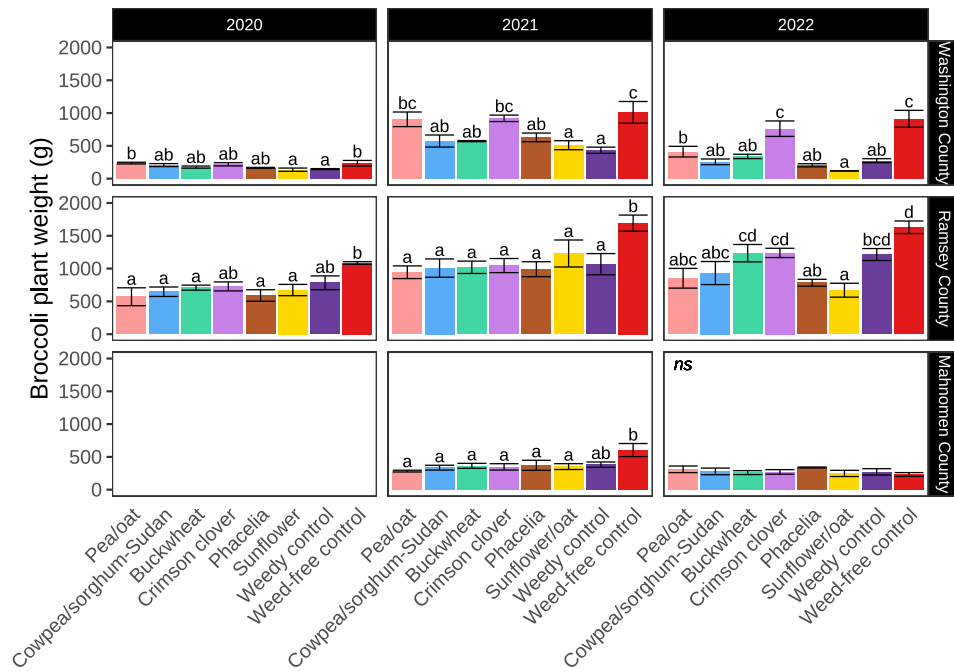 2020 2021 2022
Broccoli plant weight (g)
2000
1500
1000
500
0
b ab ab ab ab a a b
bc ab ab bc ab a a c
b ab ab c ab a ab c
Washington County
2000
1500
1000
500
0
a a a ab a a ab b
a a a a a a a b
abc abc cd cd ab a bcd d
Ramsey County
2000
1500
1000
500
0
a a a a a a ab b
ns
Mahnomen County
Pea/oat
Cowpea/sorghum-Sudan
Buckwheat
Crimson clover
Phacelia
Sunflower
Weedy control
Weed-free control
Pea/oat
Cowpea/sorghum-Sudan
Buckwheat
Crimson clover
Phacelia
Sunflower/oat
Weedy control
Weed-free control
Pea/oat
Cowpea/sorghum-Sudan
Buckwheat
Crimson clover
Phacelia
Sunflower/oat
Weedy control
Weed-free control